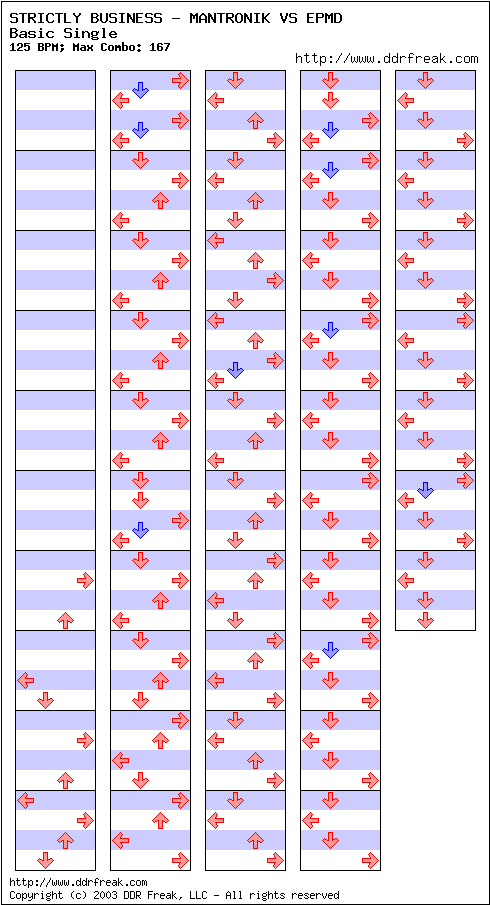 STRICTLY BUSINESS - MANTRONIK VS EPMD
Basic Single
125 BPM; Max Combo: 167
http://www.ddrfreak.com
http://www.ddrfreak.com
Copyright (c) 2003 DDR Freak, LLC - All rights reserved